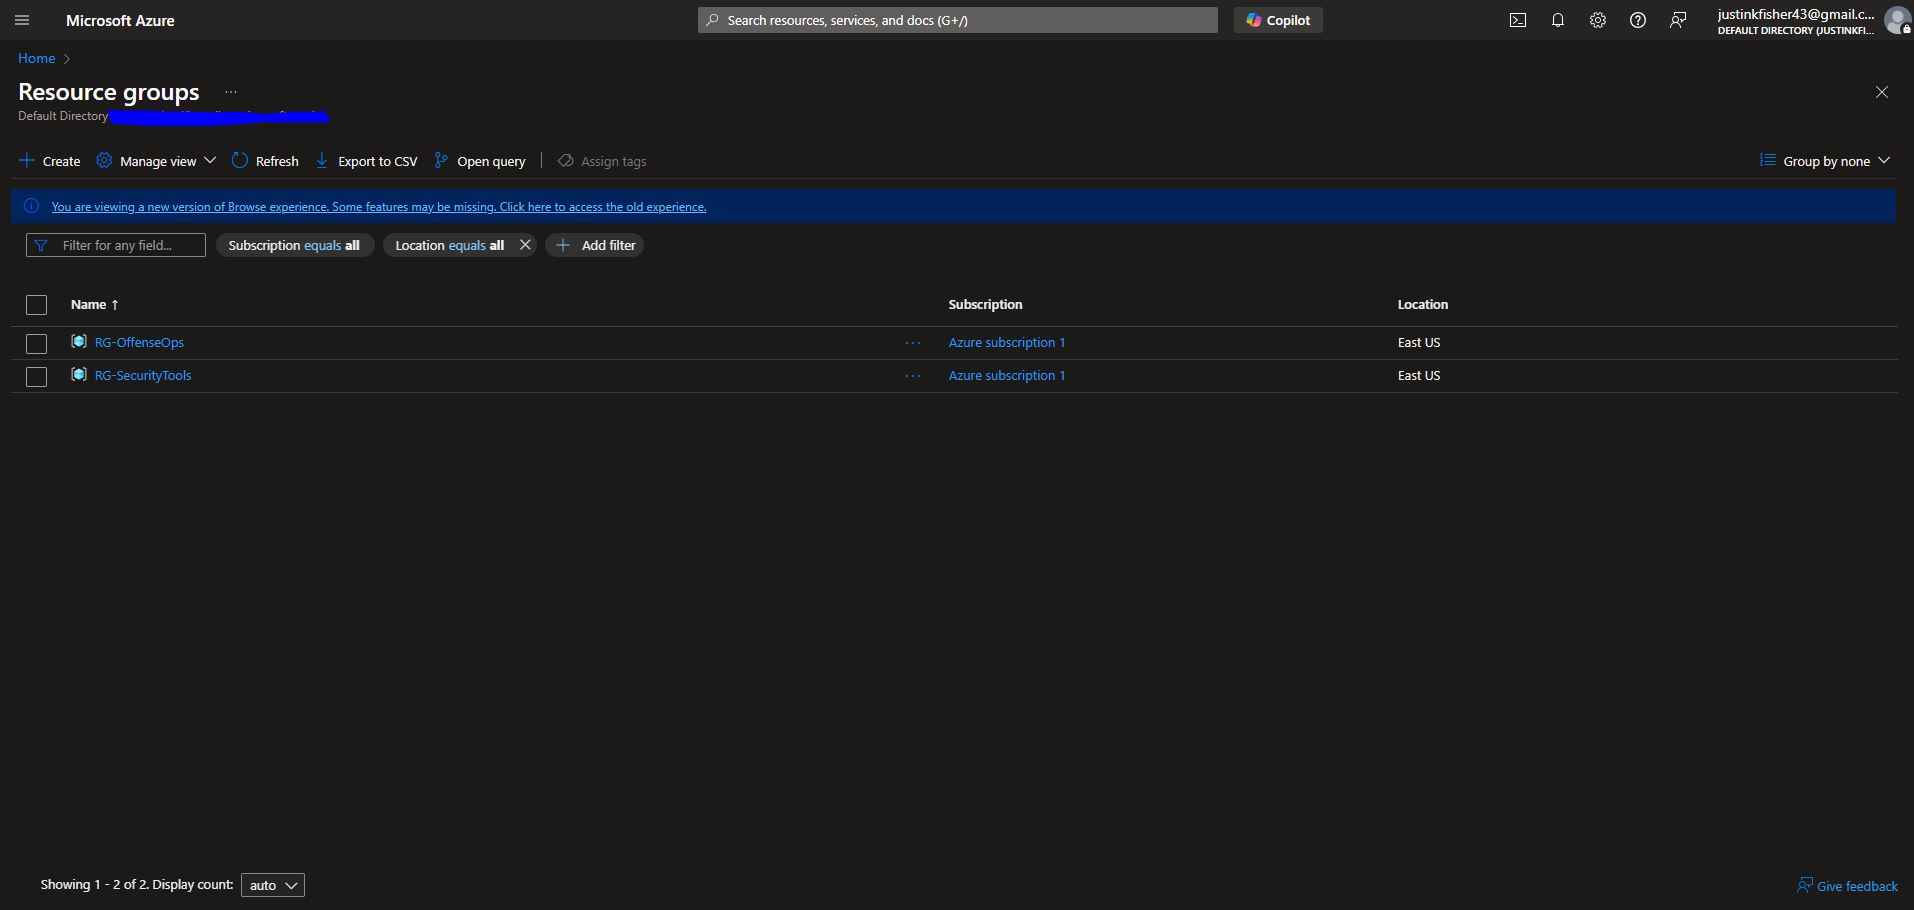 Microsoft Azure
Search resources, services, and docs (G+/)
Copilot
justinkfisher43@gmail.c...
DEFAULT DIRECTORY (JUSTINKFI...
Home
Resource groups ...
Default Directory
Create Manage view Refresh Export to CSV Open query Assign tags Group by none
You are viewing a new version of Browse experience. Some features may be missing. Click here to access the old experience.
Filter for any field... Subscription equals all Location equals all Add filter
Name ↑ Subscription Location
RG-OffenseOps ... Azure subscription 1 East US
RG-SecurityTools ... Azure subscription 1 East US
Showing 1 - 2 of 2. Display count: auto
Give feedback